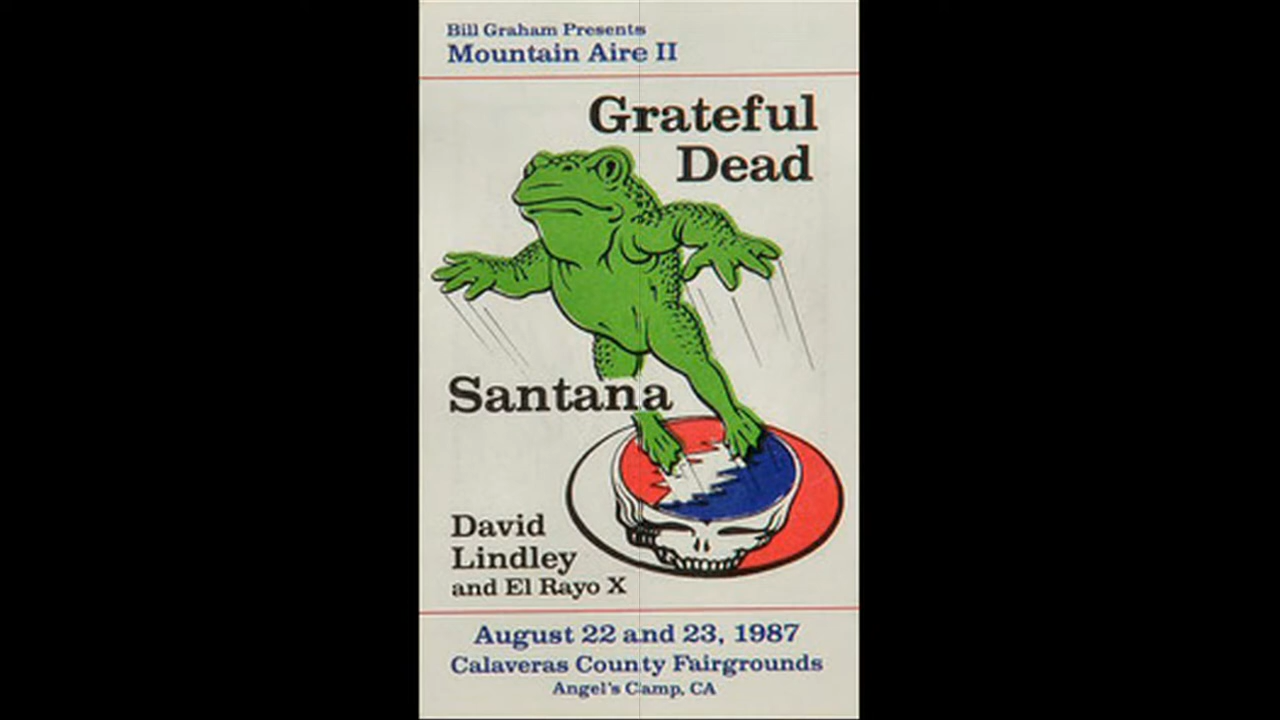 Bill Graham Presents
Mountain Aire II
Grateful
Dead
Santana
David
Lindley
and El Rayo X
August 22 and 23, 1987
Calaveras County Fairgrounds
Angel's Camp, CA